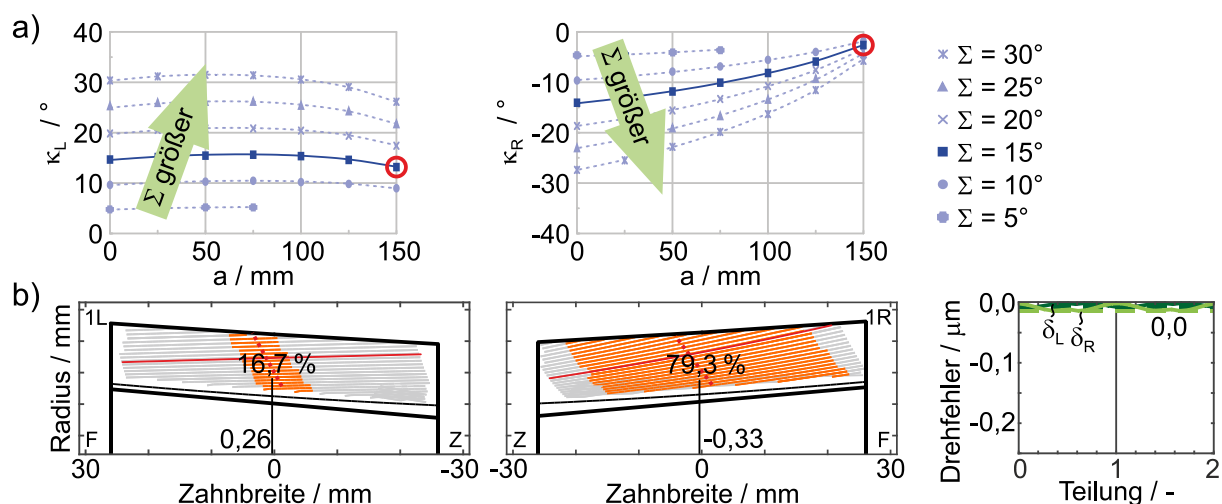 a)
40
30
20
10
0
κL / °
Σ größer
0
50
100
150
a / mm
0
-10
-20
-30
-40
κR / °
Σ größer
0
50
100
150
a / mm
Σ = 30°
Σ = 25°
Σ = 20°
Σ = 15°
Σ = 10°
Σ = 5°
b)
Radius / mm
1L
16,7 %
F
0,26
Z
30
0
-30
Zahnbreite / mm
1R
79,3 %
Z
-0,33
F
-30
0
30
Zahnbreite / mm
Drehfehler / μm
0,0
-0,1
-0,2
δL
δR
0,0
0
1
2
Teilung / -